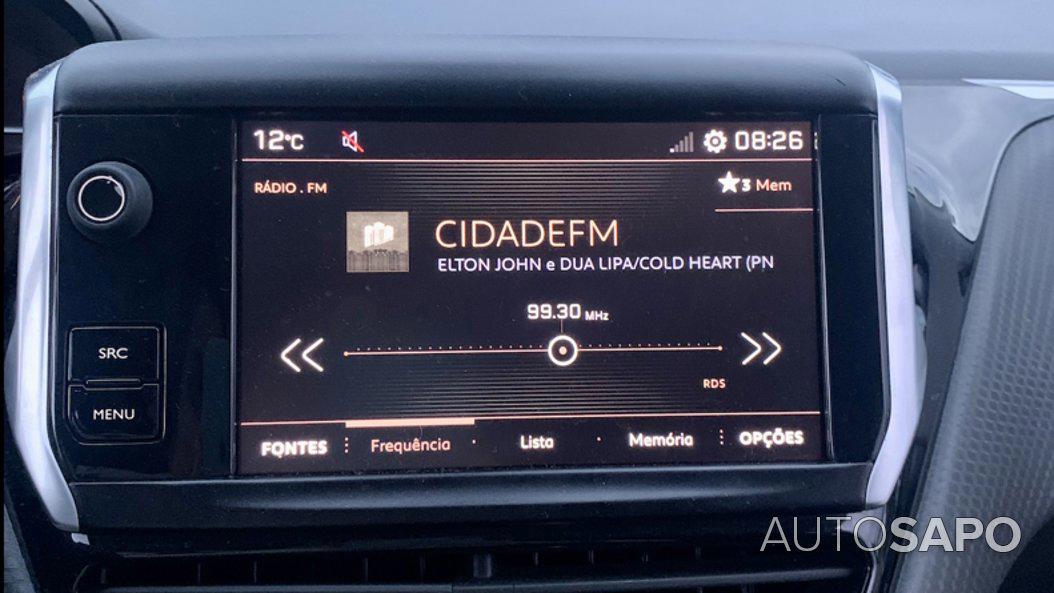 12°C 08:26
RÁDIO . FM 3 Mem
CIDADEFM
ELTON JOHN e DUA LIPA/COLD HEART (PN
99.30 MHz
SRC
RDS
MENU
FONTES Frequência Lista Memória OPÇÕES
AUTOSAPO